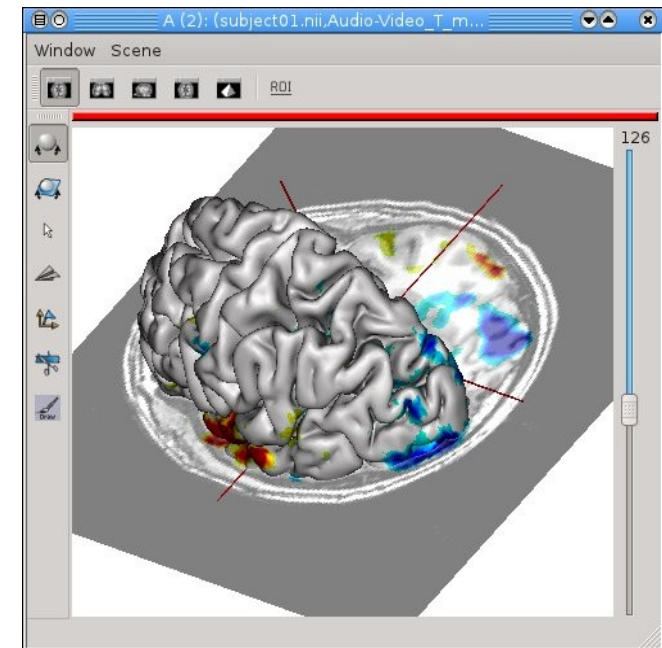 A (2): (subject01.nii,Audio-Video_T_m...
Window Scene
ROI
126
Draw